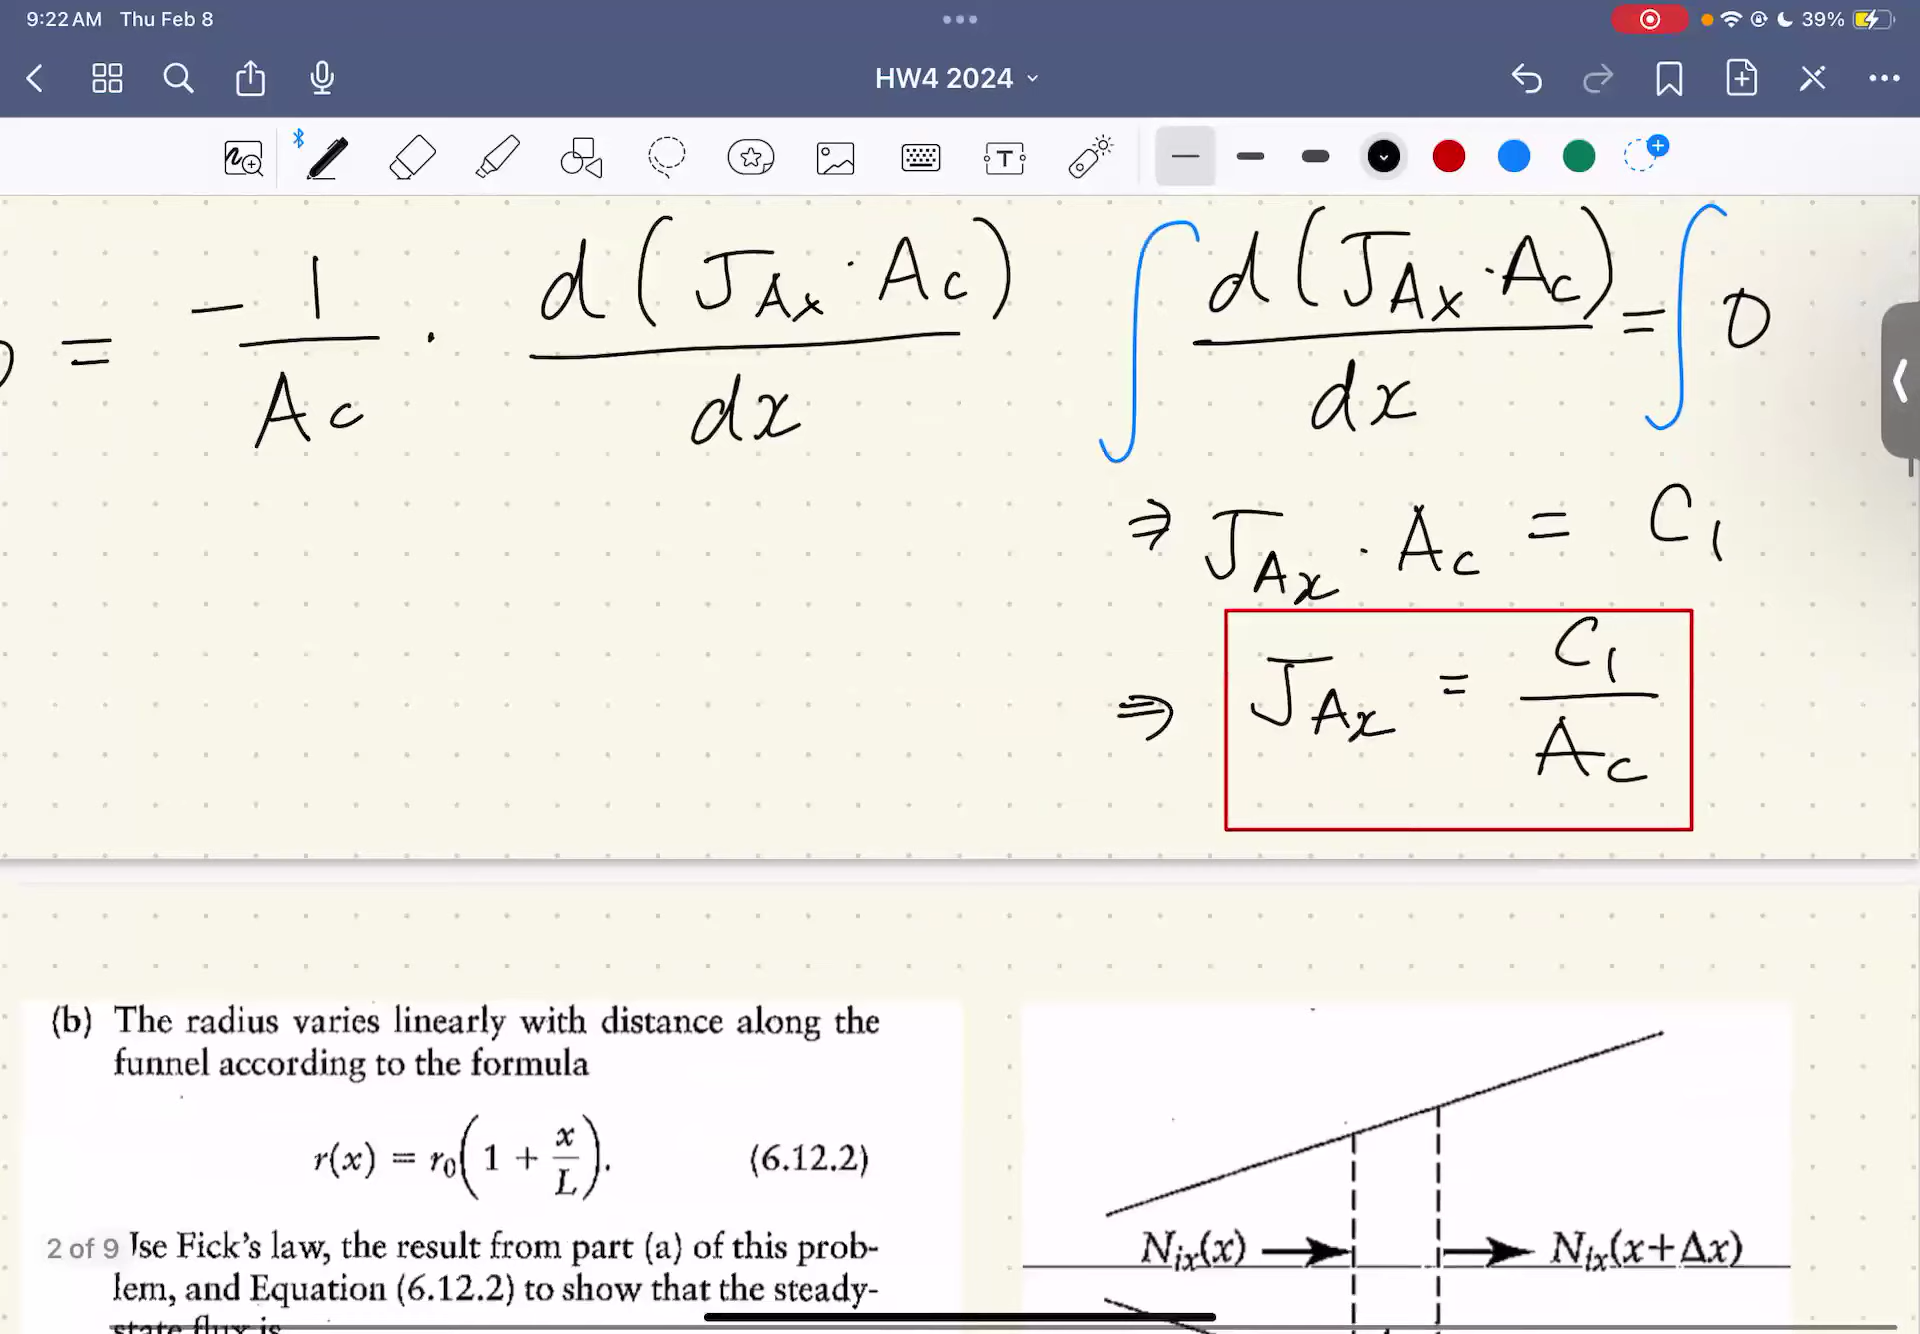 9:22 AM Thu Feb 8
39%
HW4 2024
= -1/Ac · d(JAx · Ac)/dx
∫ d(JAx · Ac)/dx = ∫ 0
⇒ JAx · Ac = C1
⇒ JAx = C1/Ac
(b) The radius varies linearly with distance along the
funnel according to the formula
r(x) = r0(1 + x/L). (6.12.2)
2 of 9
Use Fick's law, the result from part (a) of this prob-
lem, and Equation (6.12.2) to show that the steady-
state flux is
Nix(x)
Nix(x+Δx)